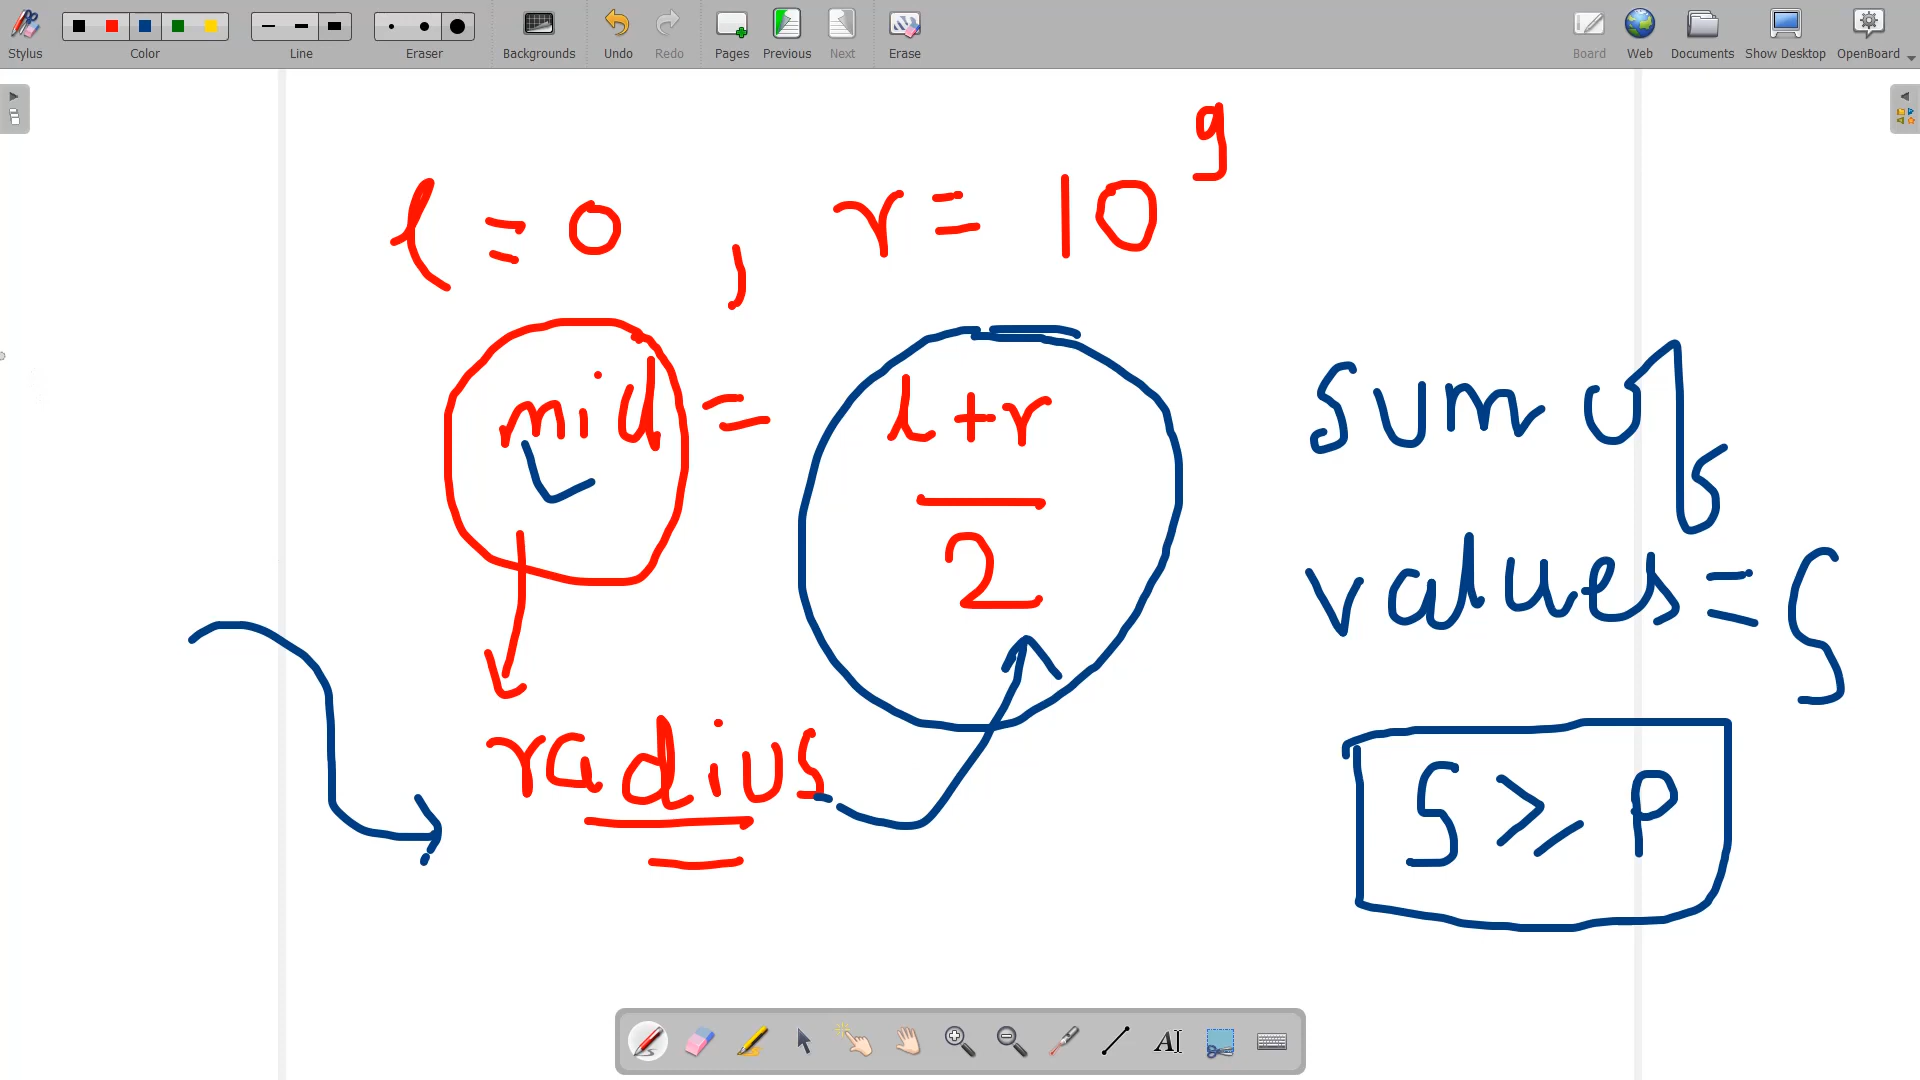 Stylus Color Line Eraser Backgrounds Undo Redo Pages Previous Next Erase Board Web Documents Show Desktop OpenBoard
l = 0 , r = 10^9
mid = l+r
2
radius
sum of
values = S
S ≥ P